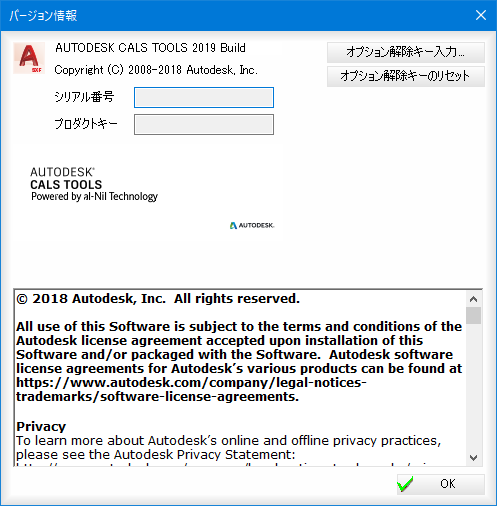 バージョン情報
AUTODESK CALS TOOLS 2019 Build
オプション解除キー入力...
Copyright (C) 2008-2018 Autodesk, Inc.
オプション解除キーのリセット
シリアル番号
プロダクトキー
A
SXF
AUTODESK®
CALS TOOLS
Powered by al-Nil Technology
AUTODESK.
© 2018 Autodesk, Inc.  All rights reserved.
All use of this Software is subject to the terms and conditions of the
Autodesk license agreement accepted upon installation of this
Software and/or packaged with the Software.  Autodesk software
license agreements for Autodesk's various products can be found at
https://www.autodesk.com/company/legal-notices-
trademarks/software-license-agreements.
Privacy
To learn more about Autodesk's online and offline privacy practices,
please see the Autodesk Privacy Statement:
OK